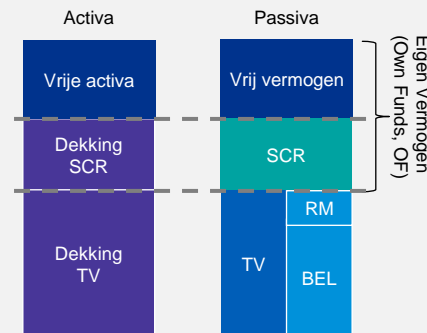 Activa
Passiva
Vrije activa
Vrij vermogen
Eigen Vermogen
(Own Funds, OF)
Dekking
SCR
SCR
Dekking
TV
TV
RM
BEL